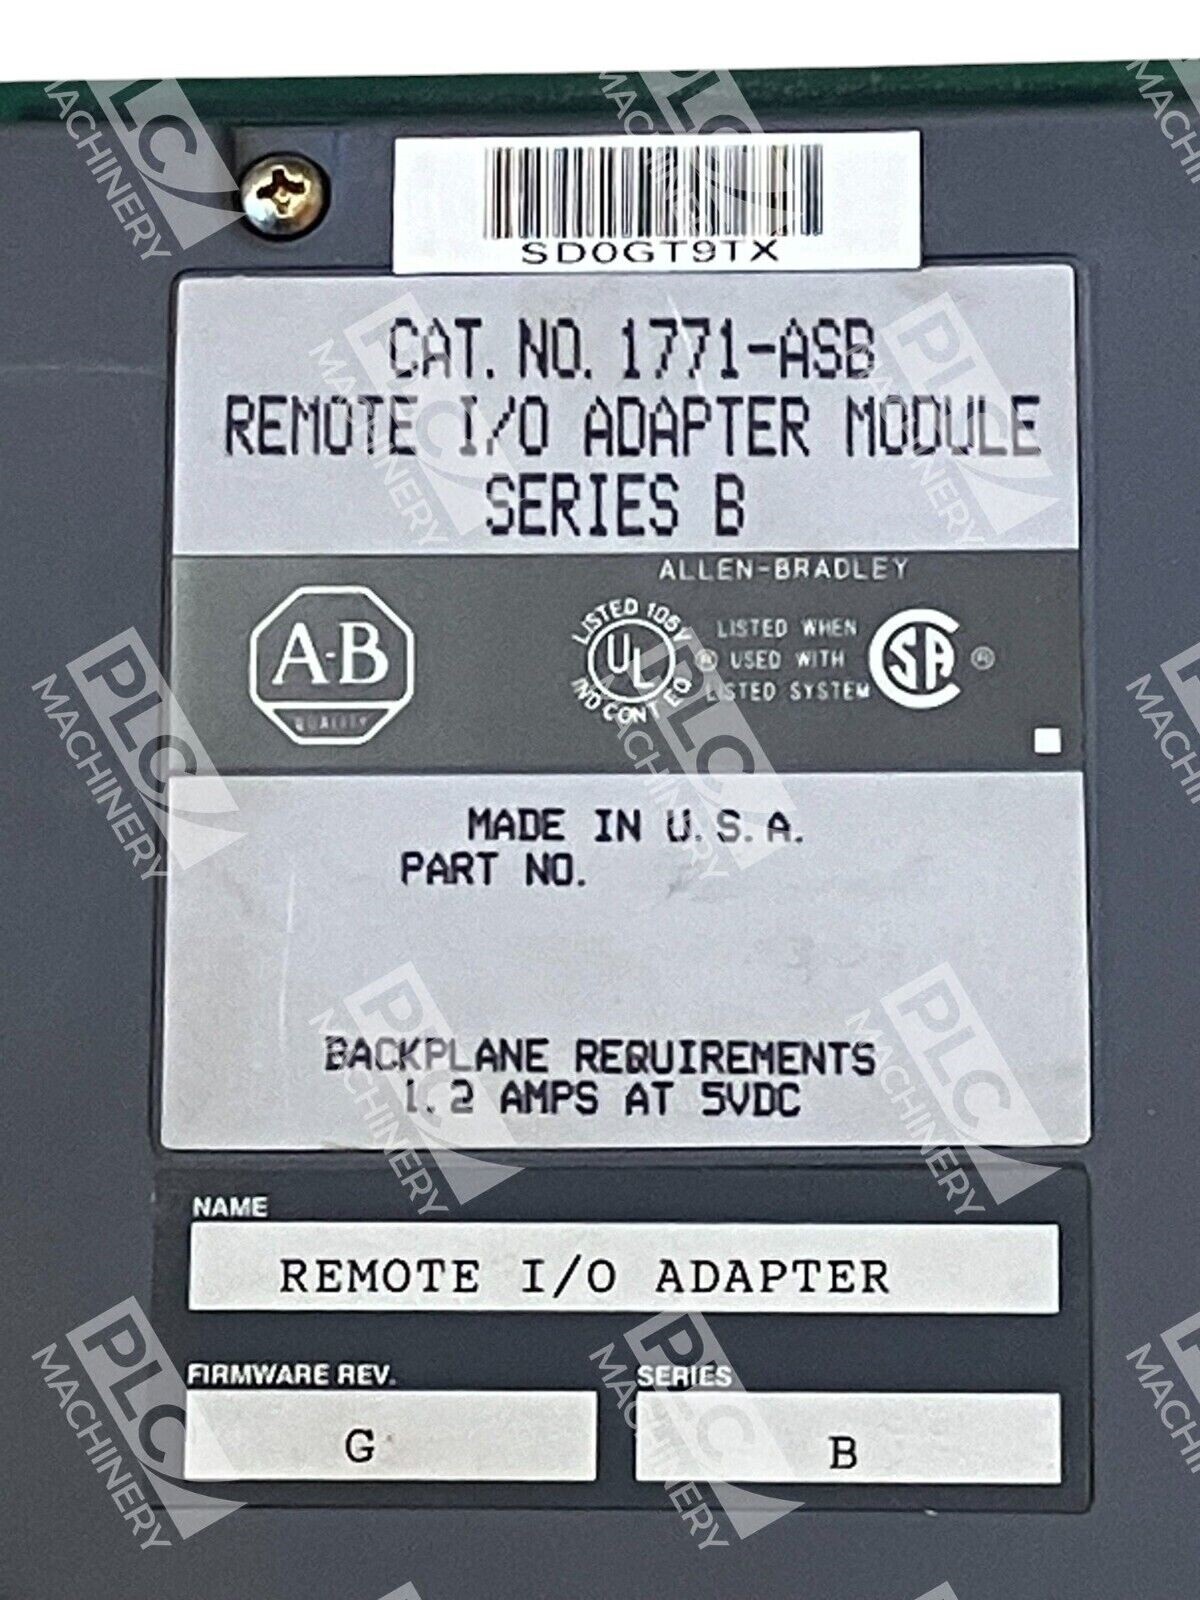 SD0GT9TX
CAT. NO. 1771-ASB
REMOTE I/O ADAPTER MODULE
SERIES B
ALLEN-BRADLEY
A-B
QUALITY
LISTED 106V
UL
IND CONT EQ
® LISTED WHEN
USED WITH
LISTED SYSTEM
SA ®
MADE IN U.S.A.
PART NO.
BACKPLANE REQUIREMENTS
1.2 AMPS AT 5VDC
NAME
REMOTE I/O ADAPTER
FIRMWARE REV. SERIES
G B
PLC
MACHINERY